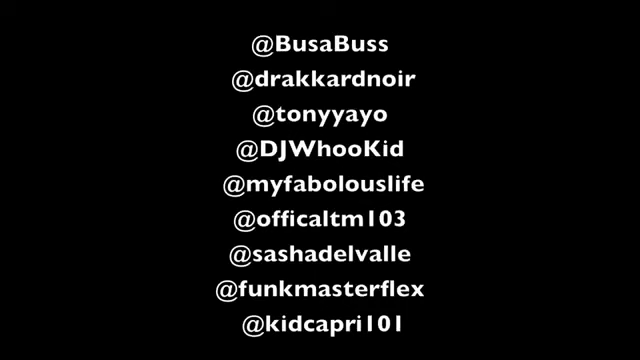 @BusaBuss
@drakkardnoir
@tonyyayo
@DJWhooKid
@myfabolouslife
@officaltm103
@sashadelvalle
@funkmasterflex
@kidcapri101